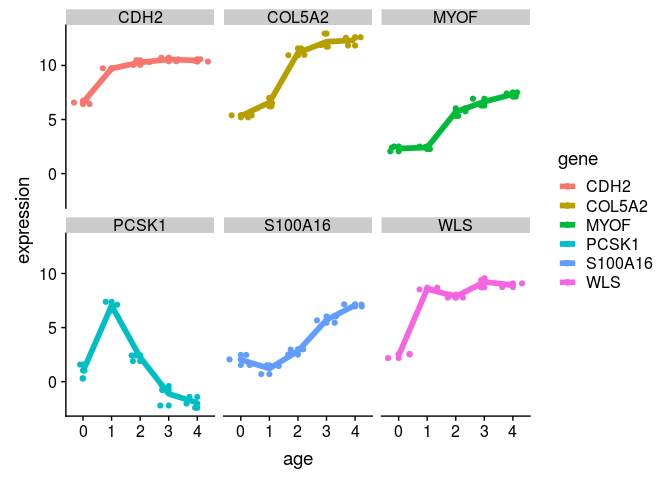 CDH2 COL5A2 MYOF
10
5
0
expression
PCSK1 S100A16 WLS
10
5
0
0 1 2 3 4 0 1 2 3 4 0 1 2 3 4
age
gene
CDH2
COL5A2
MYOF
PCSK1
S100A16
WLS